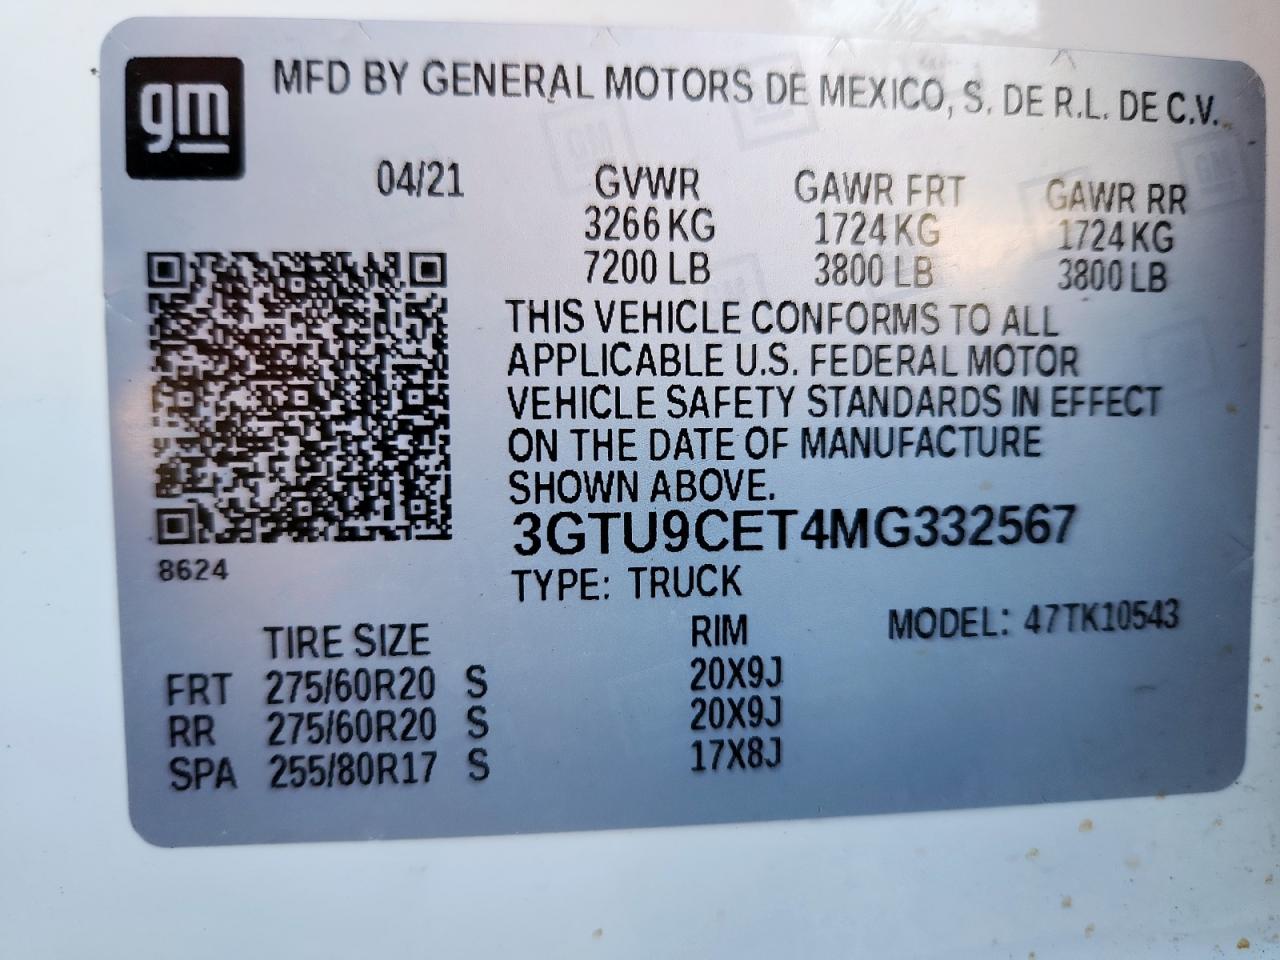 gm
MFD BY GENERAL MOTORS DE MEXICO, S. DE R.L. DE C.V.
04/21 GVWR GAWR FRT GAWR RR
3266 KG 1724 KG 1724 KG
7200 LB 3800 LB 3800 LB
THIS VEHICLE CONFORMS TO ALL
APPLICABLE U.S. FEDERAL MOTOR
VEHICLE SAFETY STANDARDS IN EFFECT
ON THE DATE OF MANUFACTURE
SHOWN ABOVE.
3GTU9CET4MG332567
8624
TYPE: TRUCK
TIRE SIZE RIM MODEL: 47TK10543
FRT 275/60R20 S 20X9J
RR 275/60R20 S 20X9J
SPA 255/80R17 S 17X8J